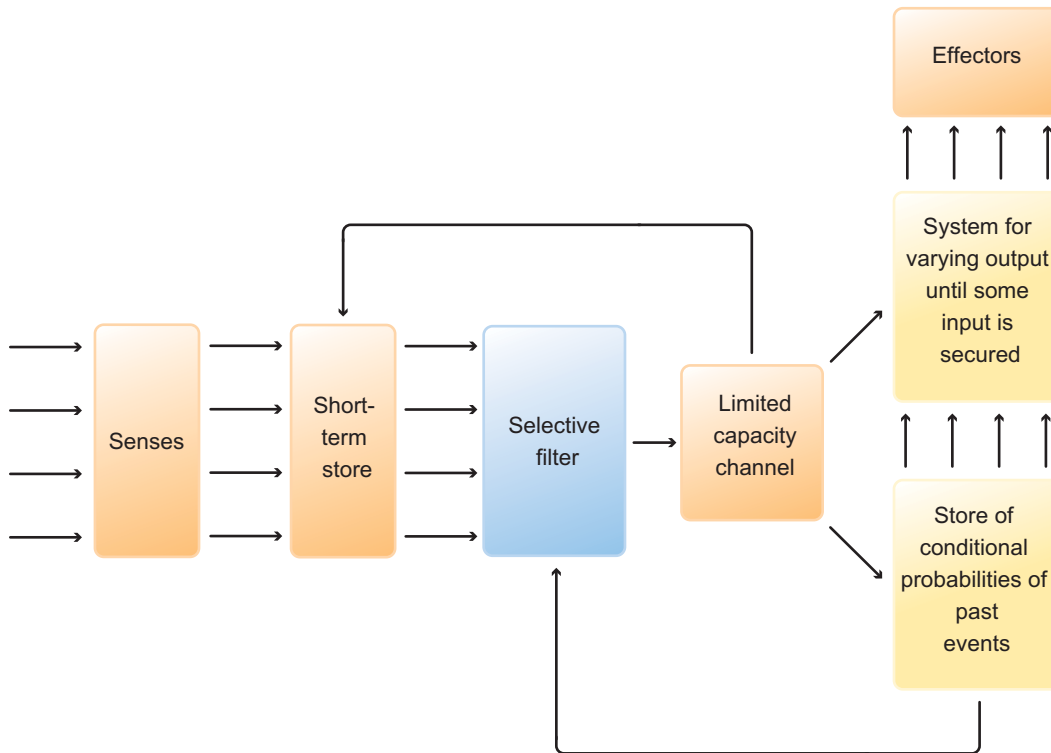 Effectors
System for
varying output
until some
input is
secured
Senses
Short-
term
store
Selective
filter
Limited
capacity
channel
Store of
conditional
probabilities of
past
events